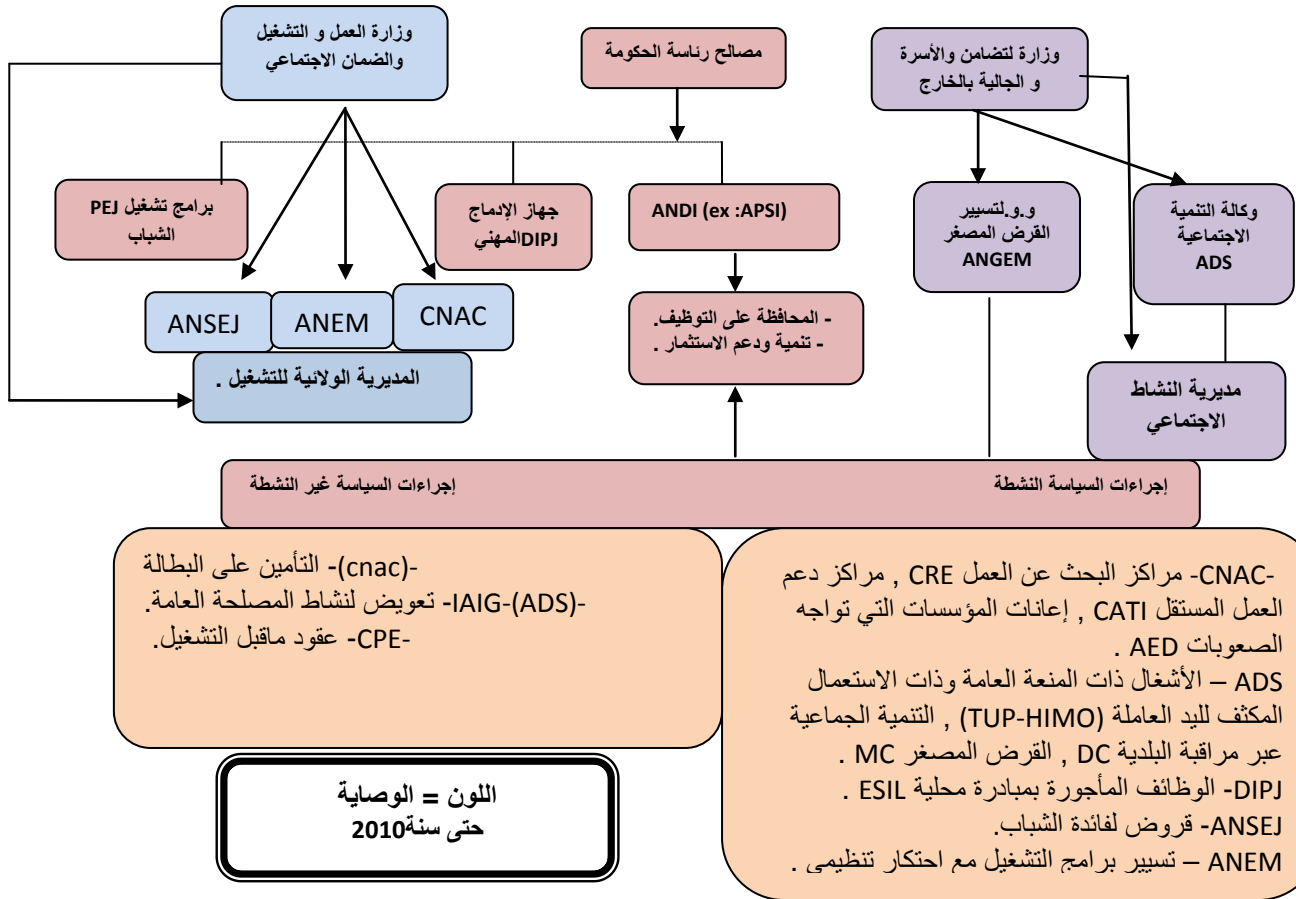 وزارة العمل و التشغيل
والضمان الاجتماعي
مصالح رئاسة الحكومة
وزارة لتضامن والأسرة
و الجالية بالخارج
برامج تشغيل PEJ
الشباب
جهاز الإدماج
المهني DIPJ
ANDI (ex :APSI)
و.و.لتسيير
القرض المصغر
ANGEM
وكالة التنمية
الاجتماعية
ADS
ANSEJ
ANEM
CNAC
المديرية الولائية للتشغيل .
- المحافظة على التوظيف.
- تنمية ودعم الاستثمار .
مديرية النشاط
الاجتماعي
إجراءات السياسة النشطة
إجراءات السياسة غير النشطة
-CNAC- مراكز البحث عن العمل CRE , مراكز دعم
العمل المستقل CATI , إعانات المؤسسات التي تواجه
الصعوبات AED .
ADS – الأشغال ذات المنعة العامة وذات الاستعمال
المكثف لليد العاملة (TUP-HIMO) , التنمية الجماعية
عبر مراقبة البلدية DC , القرض المصغر MC .
DIPJ- الوظائف المأجورة بمبادرة محلية ESIL .
ANSEJ- قروض لفائدة الشباب.
ANEM – تسيير برامج التشغيل مع احتكار تنظيمي .
-(cnac)- التأمين على البطالة
-IAIG-(ADS)- تعويض لنشاط المصلحة العامة.
-CPE- عقود ماقبل التشغيل.
اللون = الوصاية
حتى سنة2010